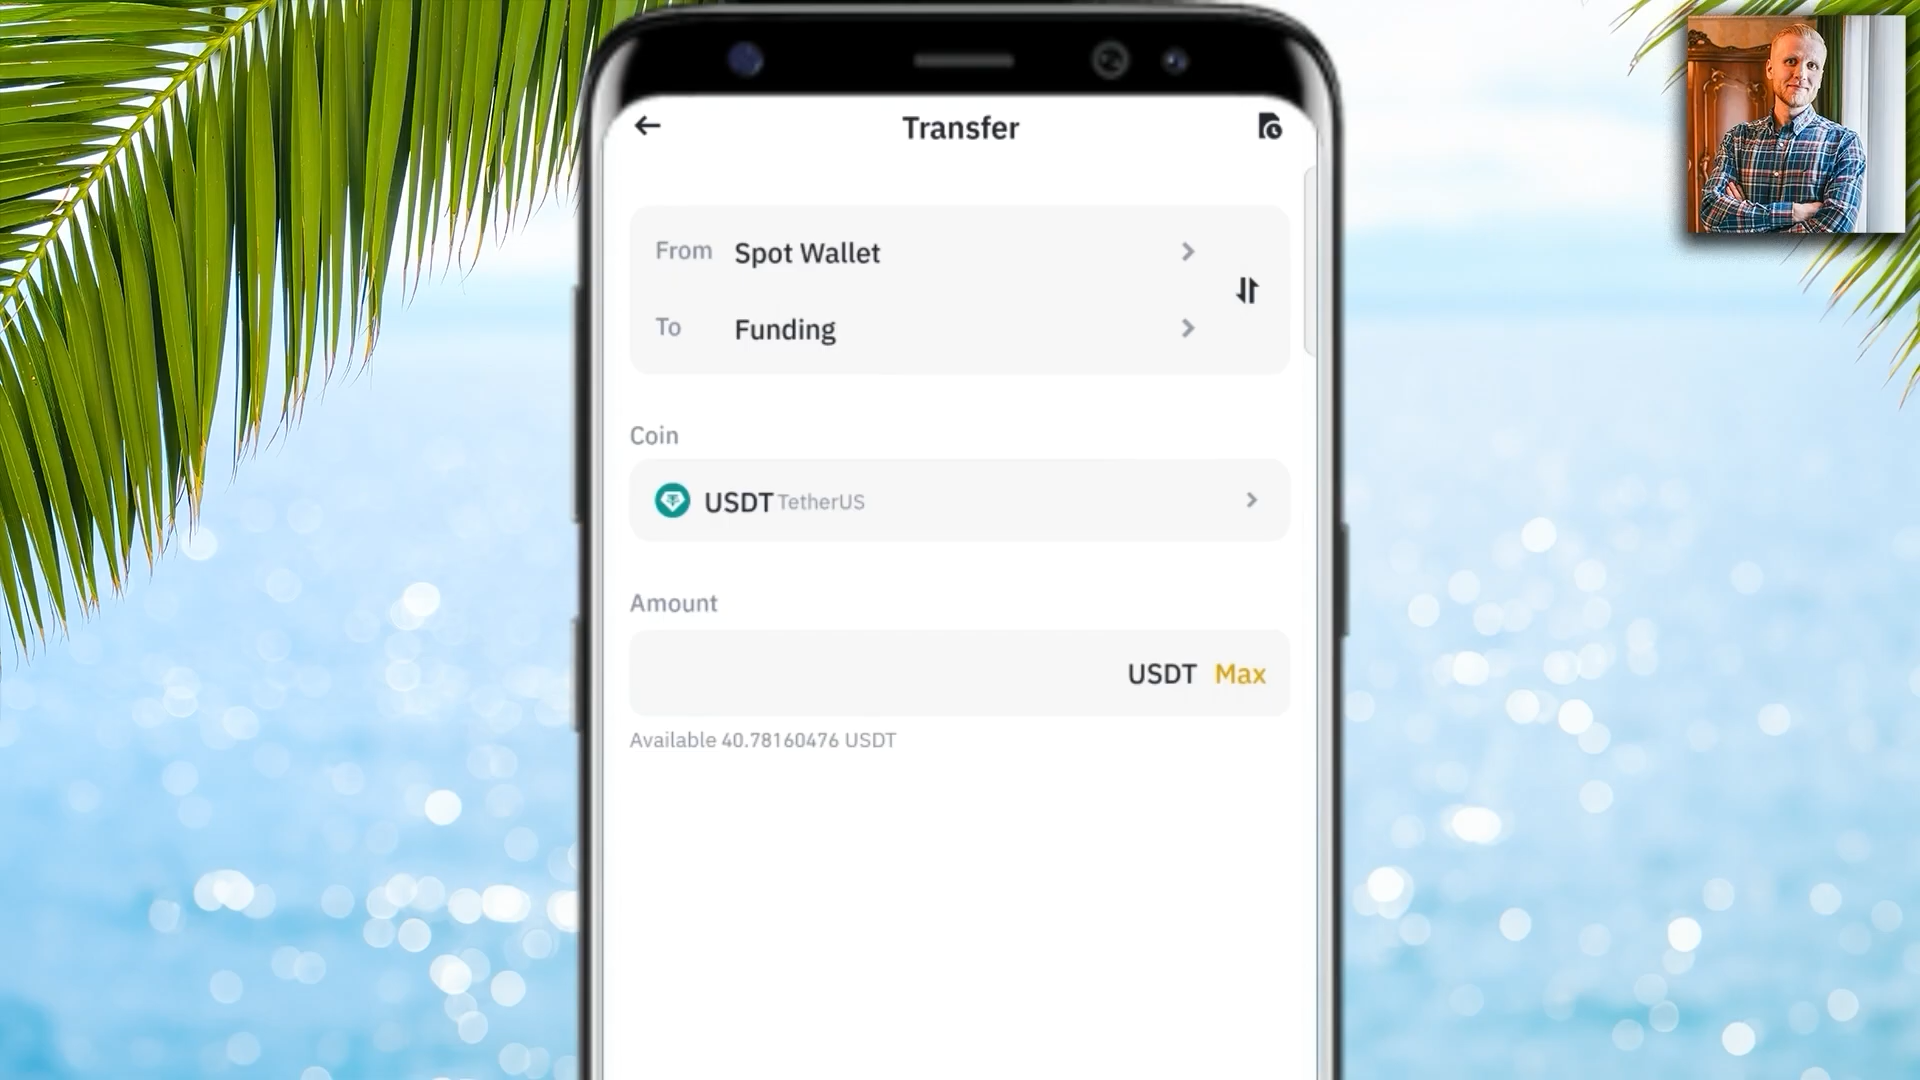 Transfer
From Spot Wallet
To Funding
Coin
USDT TetherUS
Amount
USDT Max
Available 40.78160476 USDT